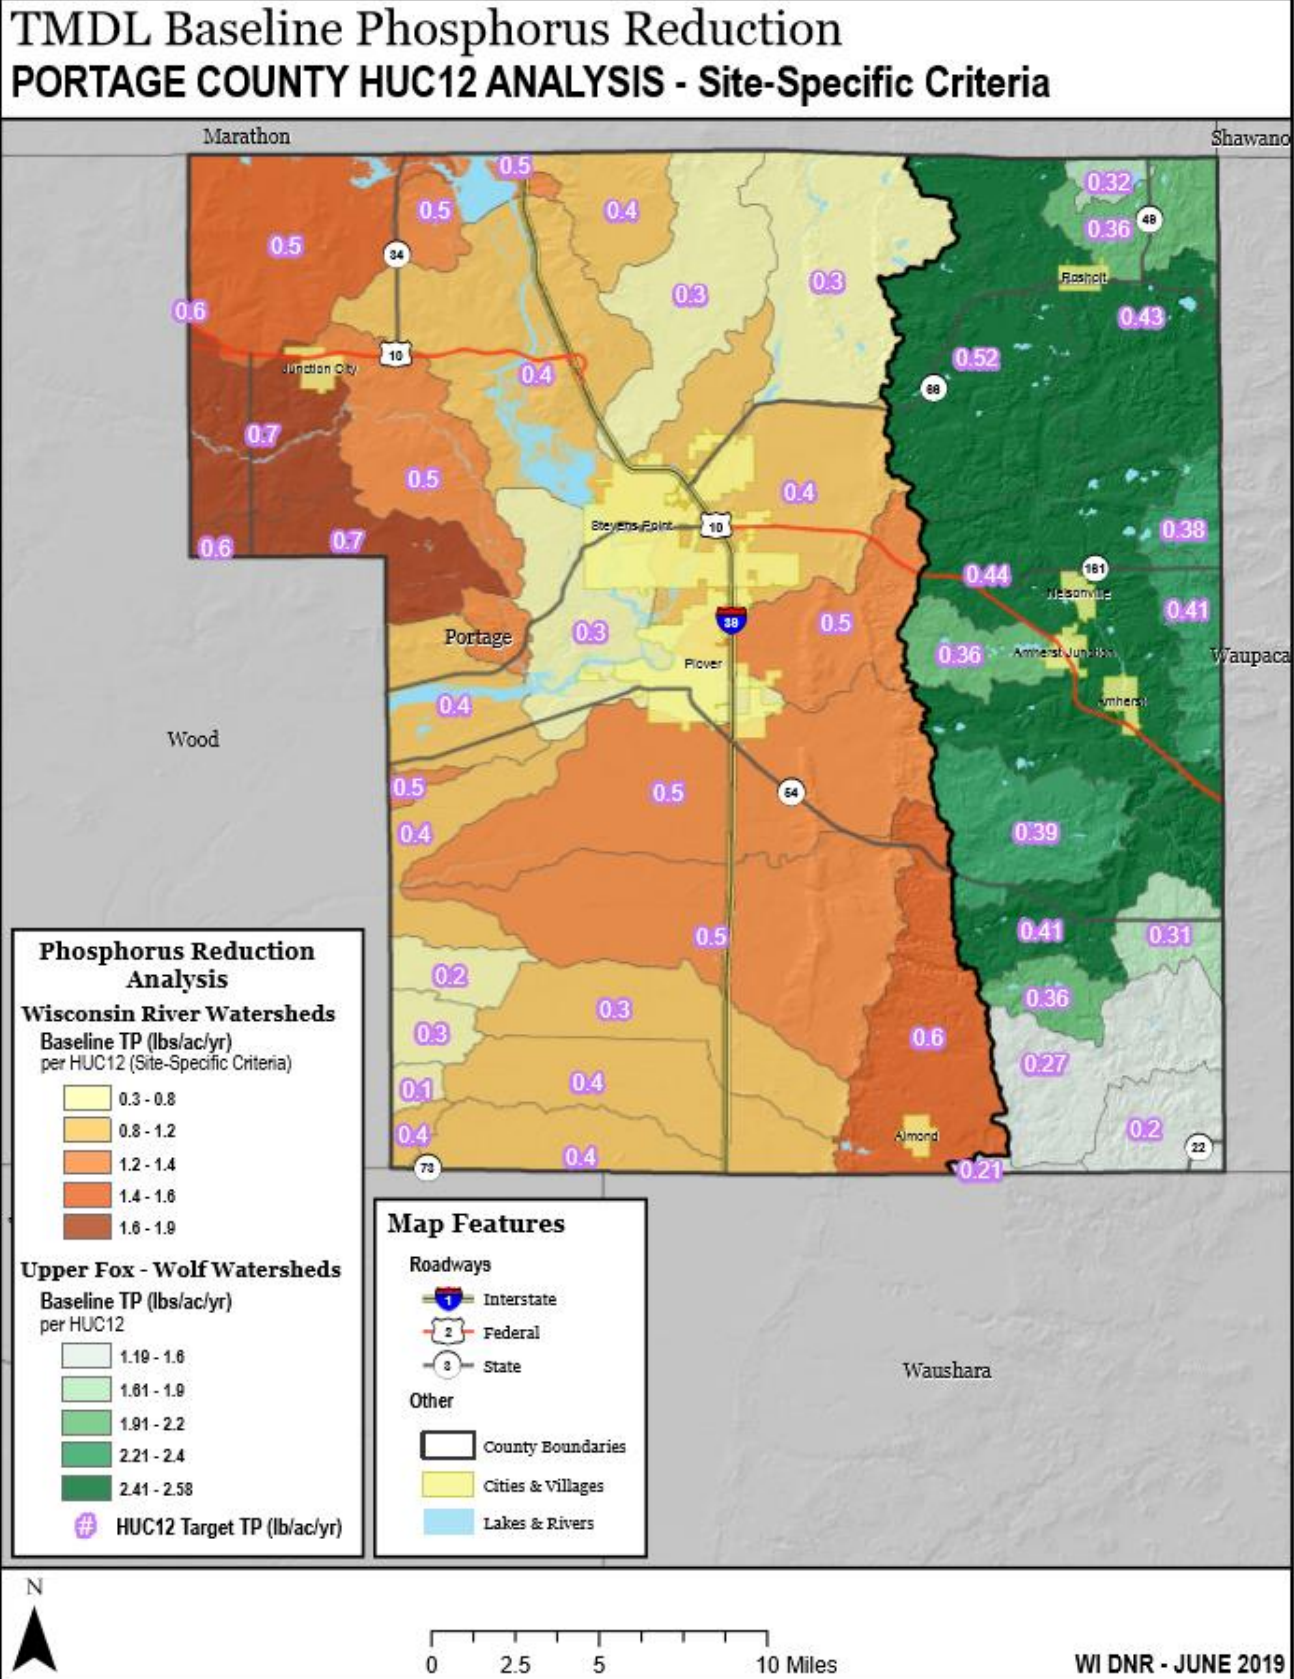 TMDL Baseline Phosphorus Reduction
PORTAGE COUNTY HUC12 ANALYSIS - Site-Specific Criteria
Marathon
Shawano
0.5
0.32
0.5
0.4
0.36
49
0.5
34
Rosholt
0.3
0.3
0.6
0.43
10
0.52
Junction City
0.4
66
0.7
0.5
0.4
Stevens Point
10
0.38
0.6
0.7
0.44
161
Nelsonville
0.41
39
0.5
0.3
Portage
0.36
Amherst Junction
Waupaca
Plover
0.4
Amherst
Wood
0.5
0.5
54
0.4
0.39
0.5
0.41
0.31
0.2
0.36
0.3
0.3
0.6
0.27
0.1
0.4
0.4
Almond
0.2
0.4
22
73
0.21
Phosphorus Reduction
Analysis
Wisconsin River Watersheds
Baseline TP (lbs/ac/yr)
per HUC12 (Site-Specific Criteria)
0.3 - 0.8
0.8 - 1.2
1.2 - 1.4
1.4 - 1.6
1.6 - 1.9
Upper Fox - Wolf Watersheds
Baseline TP (lbs/ac/yr)
per HUC12
1.19 - 1.6
1.61 - 1.9
1.91 - 2.2
2.21 - 2.4
2.41 - 2.58
# HUC12 Target TP (lb/ac/yr)
Map Features
Roadways
1 Interstate
2 Federal
3 State
Other
County Boundaries
Cities & Villages
Lakes & Rivers
Waushara
N
0 2.5 5 10 Miles
WI DNR - JUNE 2019